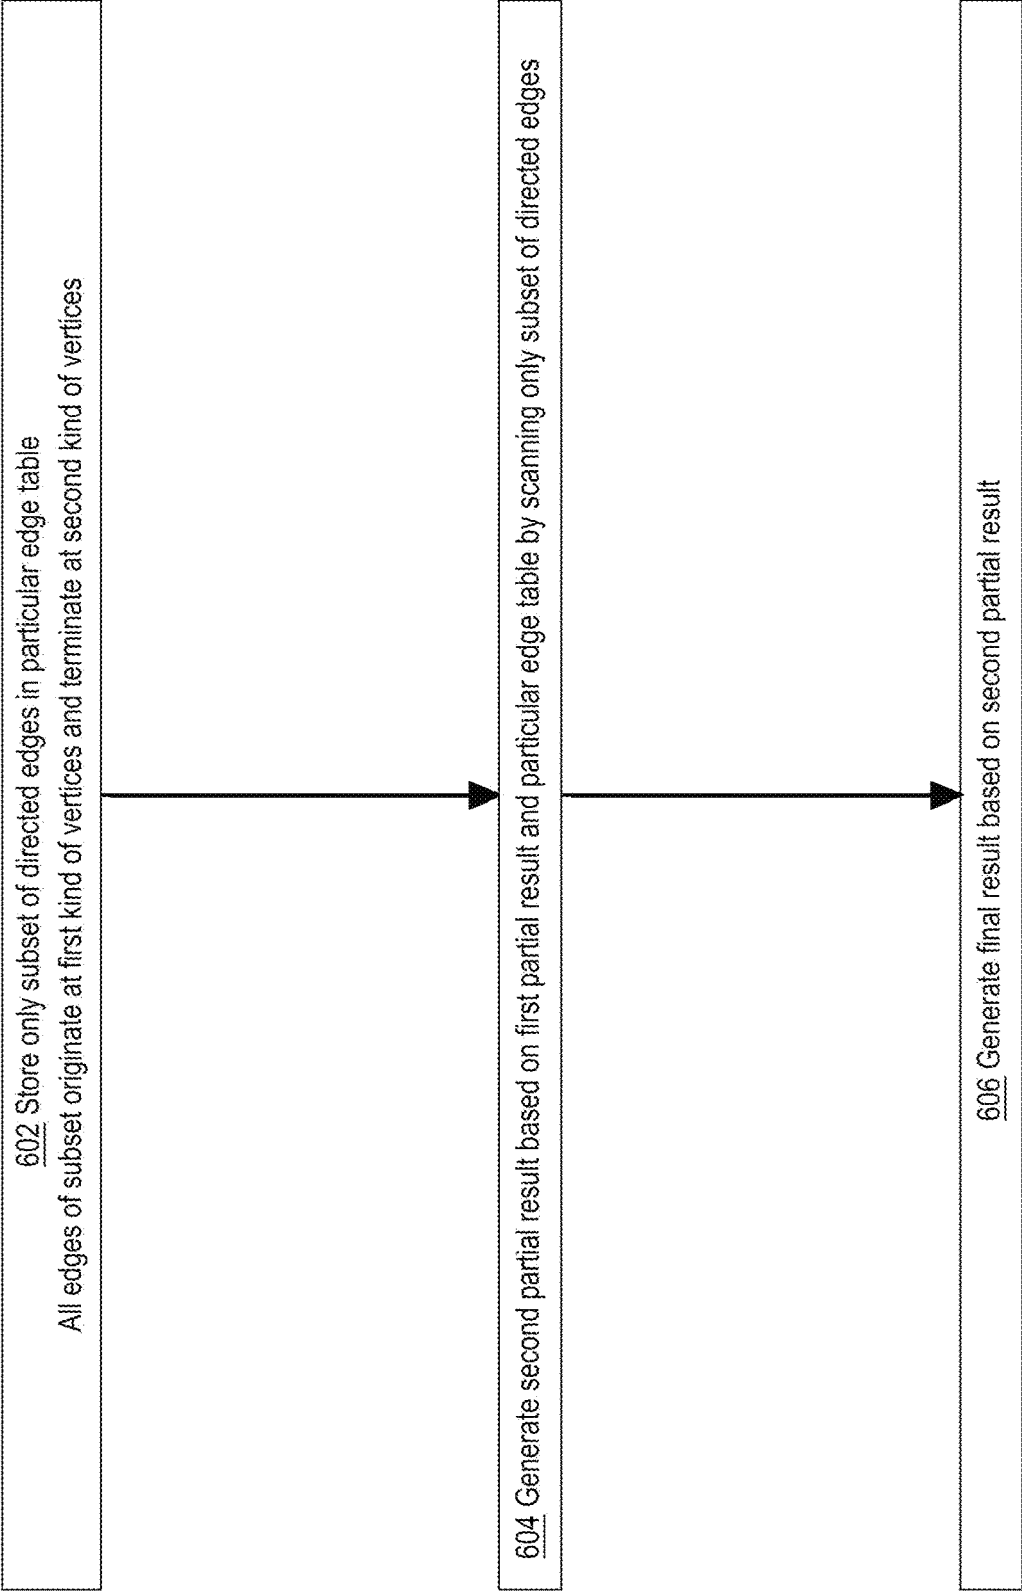 602 Store only subset of directed edges in particular edge table
All edges of subset originate at first kind of vertices and terminate at second kind of vertices
604 Generate second partial result based on first partial result and particular edge table by scanning only subset of directed edges
606 Generate final result based on second partial result